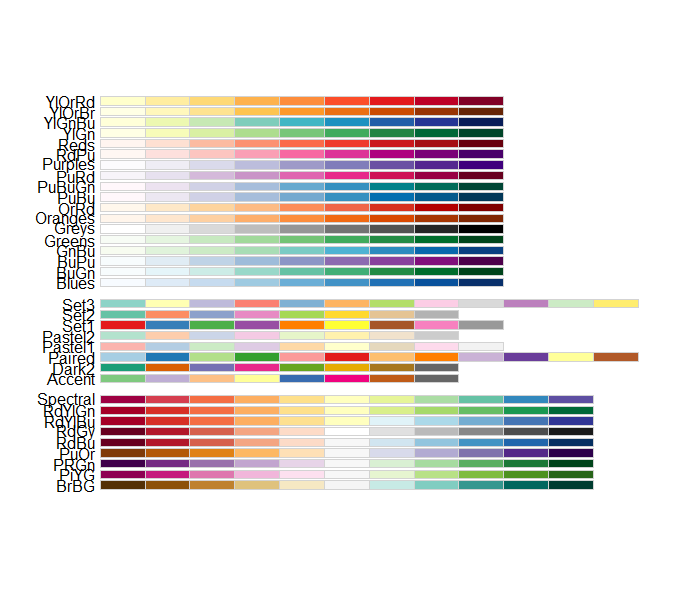 YlOrRd
YlOrBr
YlGnBu
YlGn
Reds
RdPu
Purples
PuRd
PuBuGn
PuBu
OrRd
Oranges
Greys
Greens
GnBu
BuPu
BuGn
Blues
Set3
Set2
Set1
Pastel2
Pastel1
Paired
Dark2
Accent
Spectral
RdYlGn
RdYlBu
RdGy
RdBu
PuOr
PRGn
PiYG
BrBG